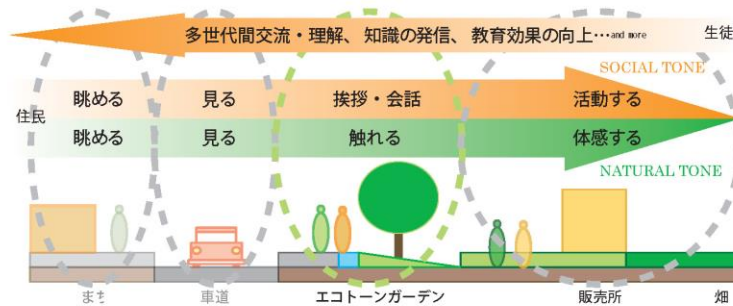 多世代間交流・理解、知識の発信、教育効果の向上…and more
生徒
SOCIAL TONE
住民
眺める 見る 挨拶・会話 活動する
眺める 見る 触れる 体感する
NATURAL TONE
まち 車道 エコトーンガーデン 販売所 畑